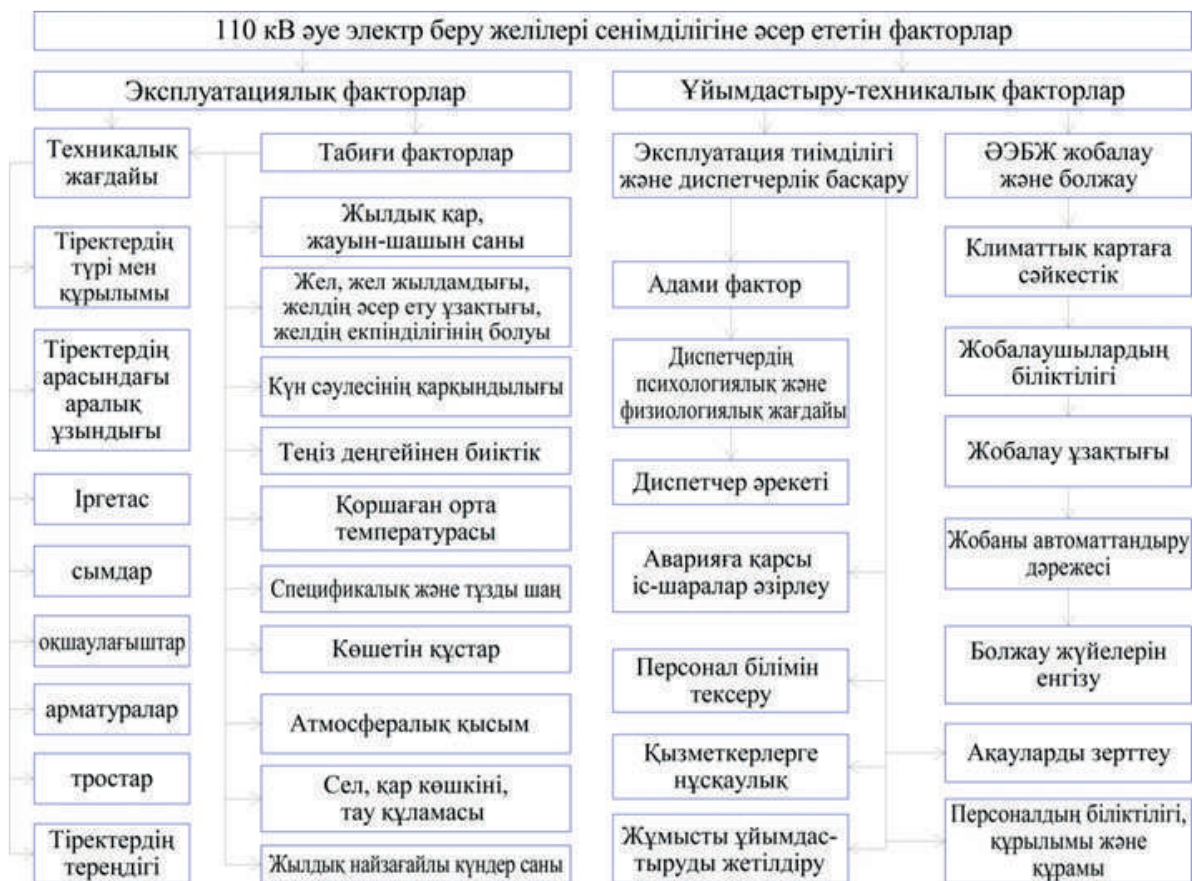 110 кВ әуе электр беру желілері сенімділігіне әсер ететін факторлар
Эксплуатациялық факторлар
Техникалық
жағдайы
Тіректердің
түрі мен
құрылымы
Тіректердің
арасындағы
аралық
ұзындығы
Іргетас
сымдар
оқшаулағыштар
арматуралар
тростар
Тіректердің
тереңдігі
Табиғи факторлар
Жылдық қар,
жауын-шашын саны
Жел, жел жылдамдығы,
желдің әсер ету ұзақтығы,
желдің екпінділігінің болуы
Күн сәулесінің қарқындылығы
Теңіз деңгейінен биіктік
Қоршаған орта
температурасы
Спецификалық және тұзды шаң
Көшетін құстар
Атмосфералық қысым
Сел, қар көшкіні,
тау құламасы
Жылдық найзағайлы күндер саны
Ұйымдастыру-техникалық факторлар
Эксплуатация тиімділігі
және диспетчерлік басқару
Адами фактор
Диспетчердің
психологиялық және
физиологиялық жағдайы
Диспетчер әрекеті
Аварияға қарсы
іс-шаралар әзірлеу
Персонал білімін
тексеру
Қызметкерлерге
нұсқаулық
Жұмысты ұйымдас-
тыруды жетілдіру
ӘЭБЖ жобалау
және болжау
Климаттық картаға
сәйкестік
Жобалаушылардың
біліктілігі
Жобалау ұзақтығы
Жобаны автоматтандыру
дәрежесі
Болжау жүйелерін
енгізу
Ақауларды зерттеу
Персоналдың біліктілігі,
құрылымы және
құрамы